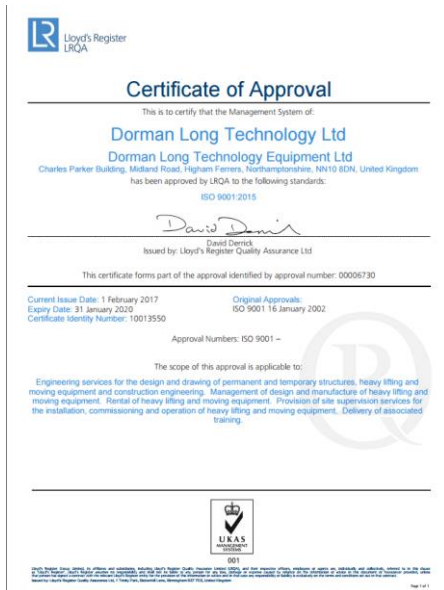 LR
Lloyd's Register
LRQA
Certificate of Approval
This is to certify that the Management System of:
Dorman Long Technology Ltd
Dorman Long Technology Equipment Ltd
Charles Parker Building, Midland Road, Higham Ferrers, Northamptonshire, NN10 8DN, United Kingdom
has been approved by LRQA to the following standards:
ISO 9001:2015
David Derrick
Issued by: Lloyd's Register Quality Assurance Ltd
This certificate forms part of the approval identified by approval number: 00006730
Current Issue Date: 1 February 2017
Expiry Date: 31 January 2020
Certificate Identity Number: 10013550
Original Approvals:
ISO 9001 16 January 2002
Approval Numbers: ISO 9001 –
The scope of this approval is applicable to:
Engineering services for the design and drawing of permanent and temporary structures, heavy lifting and
moving equipment and construction engineering. Management of design and manufacture of heavy lifting and
moving equipment. Rental of heavy lifting and moving equipment. Provision of site supervision services for
the installation, commissioning and operation of heavy lifting and moving equipment. Delivery of associated
training.
R
UKAS
MANAGEMENT
SYSTEMS
001
Page 1 of 1